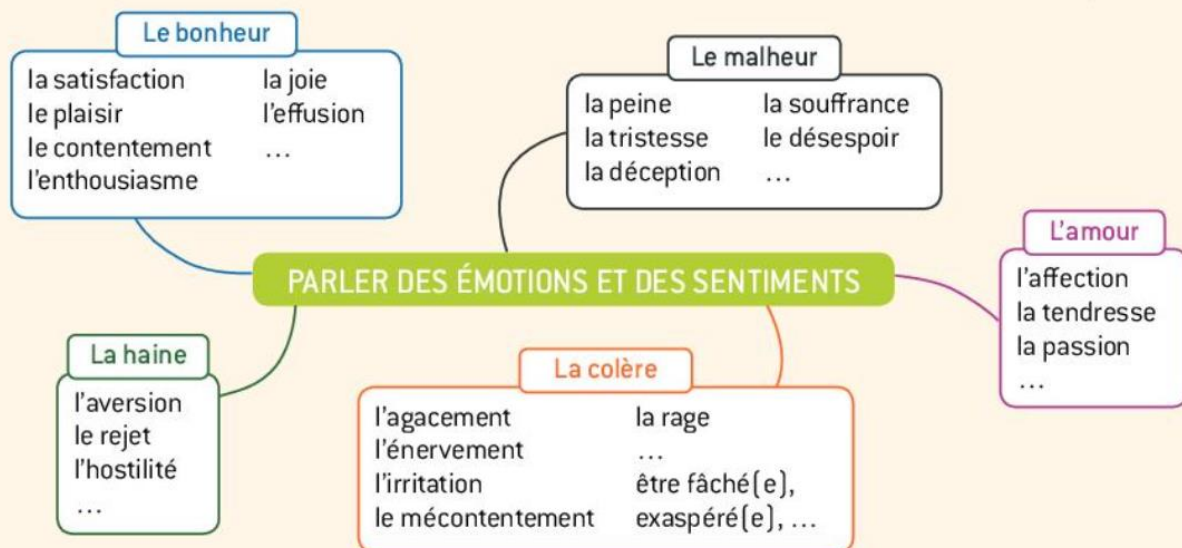 Le bonheur
la satisfaction la joie
le plaisir l'effusion
le contentement …
l'enthousiasme
Le malheur
la peine la souffrance
la tristesse le désespoir
la déception …
PARLER DES ÉMOTIONS ET DES SENTIMENTS
L'amour
l'affection
la tendresse
la passion
…
La haine
l'aversion
le rejet
l'hostilité
…
La colère
l'agacement la rage
l'énervement …
l'irritation être fâché(e),
le mécontentement exaspéré(e), …